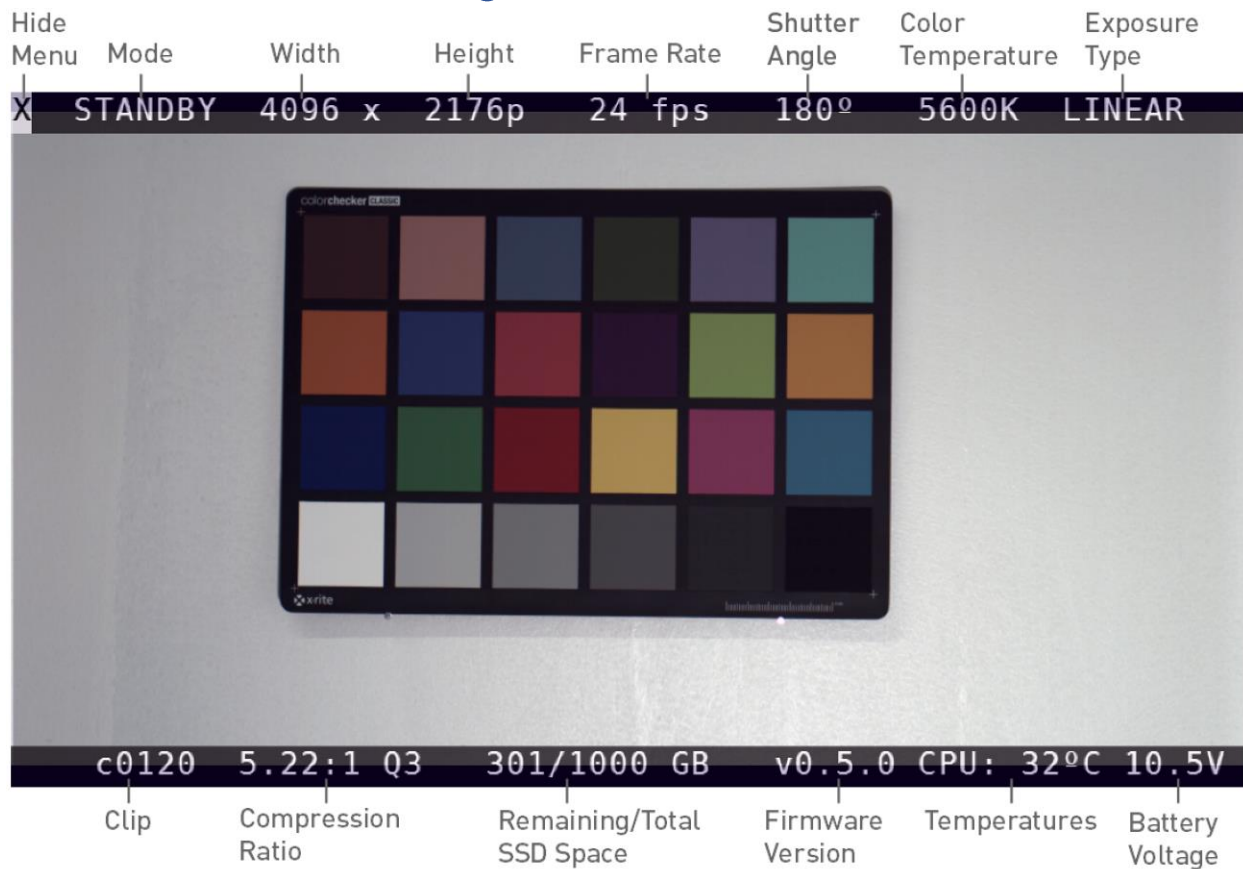 Hide Menu
Mode
Width
Height
Frame Rate
Shutter Angle
Color Temperature
Exposure Type
X STANDBY 4096 x 2176p 24 fps 180º 5600K LINEAR
colorchecker CLASSIC
x-rite
c0120 5.22:1 Q3 301/1000 GB v0.5.0 CPU: 32ºC 10.5V
Clip
Compression Ratio
Remaining/Total SSD Space
Firmware Version
Temperatures
Battery Voltage